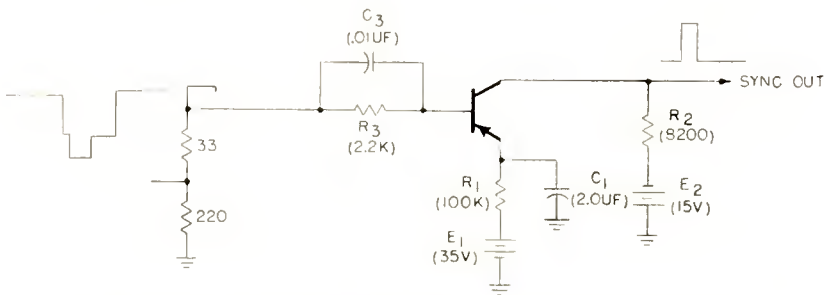 C3
(.01UF)
R3
(2.2K)
33
220
SYNC OUT
R2
(8200)
R1
(100K)
C1
(2.0UF)
E2
(15V)
E1
(35V)